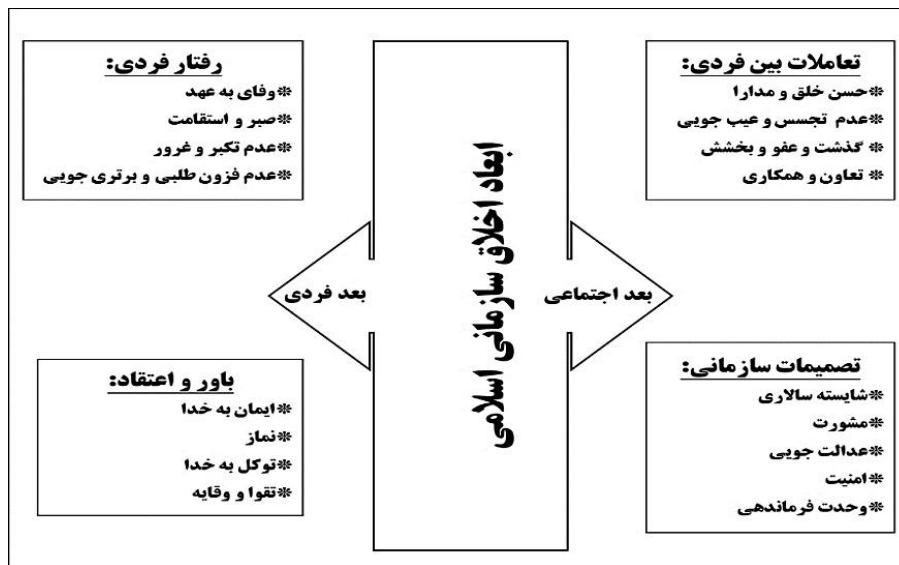 تعاملات بین فردی:
❋حسن خلق و مدارا
❋عدم تجسس و عیب جویی
❋گذشت و عفو و بخشش
❋تعاون و همکاری
رفتار فردی:
❋وفای به عهد
❋صبر و استقامت
❋عدم تکبر و غرور
❋عدم فزون طلبی و برتری جویی
ابعاد اخلاق سازمانی اسلامی
بعد اجتماعی
بعد فردی
تصمیمات سازمانی:
❋شایسته سالاری
❋مشورت
❋عدالت جویی
❋امنیت
❋وحدت فرماندهی
باور و اعتقاد:
❋ایمان به خدا
❋نماز
❋توکل به خدا
❋تقوا و وقایه